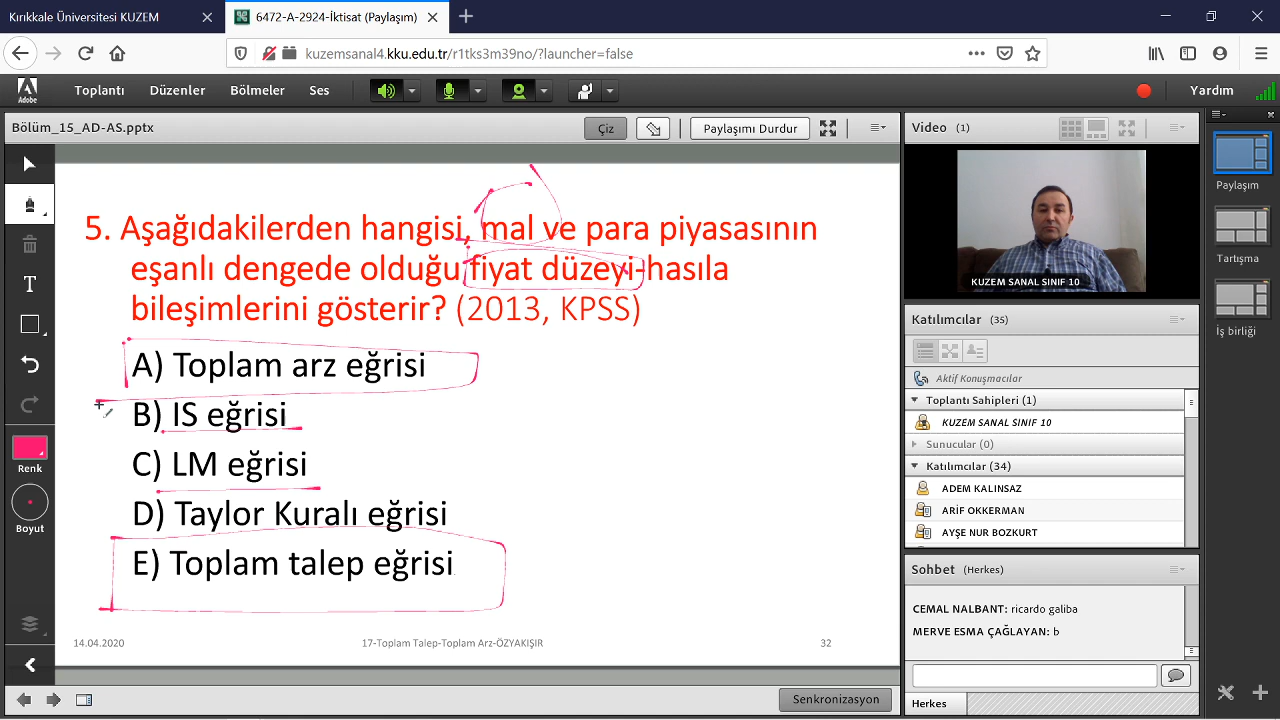 Kırıkkale Üniversitesi KUZEM
6472-A-2924-İktisat (Paylaşım)
kuzemsanal4.kku.edu.tr/r1tks3m39no/?launcher=false
Adobe
Toplantı
Düzenler
Bölmeler
Ses
Yardım
Bölüm_15_AD-AS.pptx
Çiz
Paylaşımı Durdur
5. Aşağıdakilerden hangisi, mal ve para piyasasının
eşanlı dengede olduğu fiyat düzeyi-hasıla
bileşimlerini gösterir? (2013, KPSS)
A) Toplam arz eğrisi
B) IS eğrisi
C) LM eğrisi
D) Taylor Kuralı eğrisi
E) Toplam talep eğrisi
14.04.2020
17-Toplam Talep-Toplam Arz-ÖZYAKIŞIR
32
T
Renk
Boyut
Senkronizasyon
Video (1)
KUZEM SANAL SINIF 10
Katılımcılar (35)
Aktif Konuşmacılar
Toplantı Sahipleri (1)
KUZEM SANAL SINIF 10
Sunucular (0)
Katılımcılar (34)
ADEM KALINSAZ
ARİF OKKERMAN
AYŞE NUR BOZKURT
Sohbet (Herkes)
CEMAL NALBANT: ricardo galiba
MERVE ESMA ÇAĞLAYAN: b
Herkes
Paylaşım
Tartışma
İş birliği